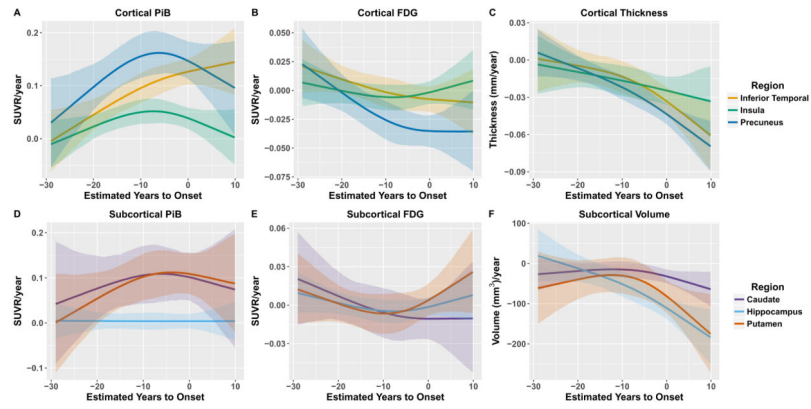 A Cortical PiB
0.2
0.1
0.0
SUVR/year
−30 −20 −10 0 10
Estimated Years to Onset
B Cortical FDG
0.050
0.025
0.000
−0.025
−0.050
−0.075
SUVR/year
−30 −20 −10 0 10
Estimated Years to Onset
C Cortical Thickness
0.03
0.00
−0.03
−0.06
−0.09
Thickness (mm/year)
−30 −20 −10 0 10
Estimated Years to Onset
Region
Inferior Temporal
Insula
Precuneus
D Subcortical PiB
0.2
0.1
0.0
−0.1
SUVR/year
−30 −20 −10 0 10
Estimated Years to Onset
E Subcortical FDG
0.06
0.03
0.00
−0.03
SUVR/year
−30 −20 −10 0 10
Estimated Years to Onset
F Subcortical Volume
100
0
−100
−200
Volume (mm^3)/year
−30 −20 −10 0 10
Estimated Years to Onset
Region
Caudate
Hippocampus
Putamen